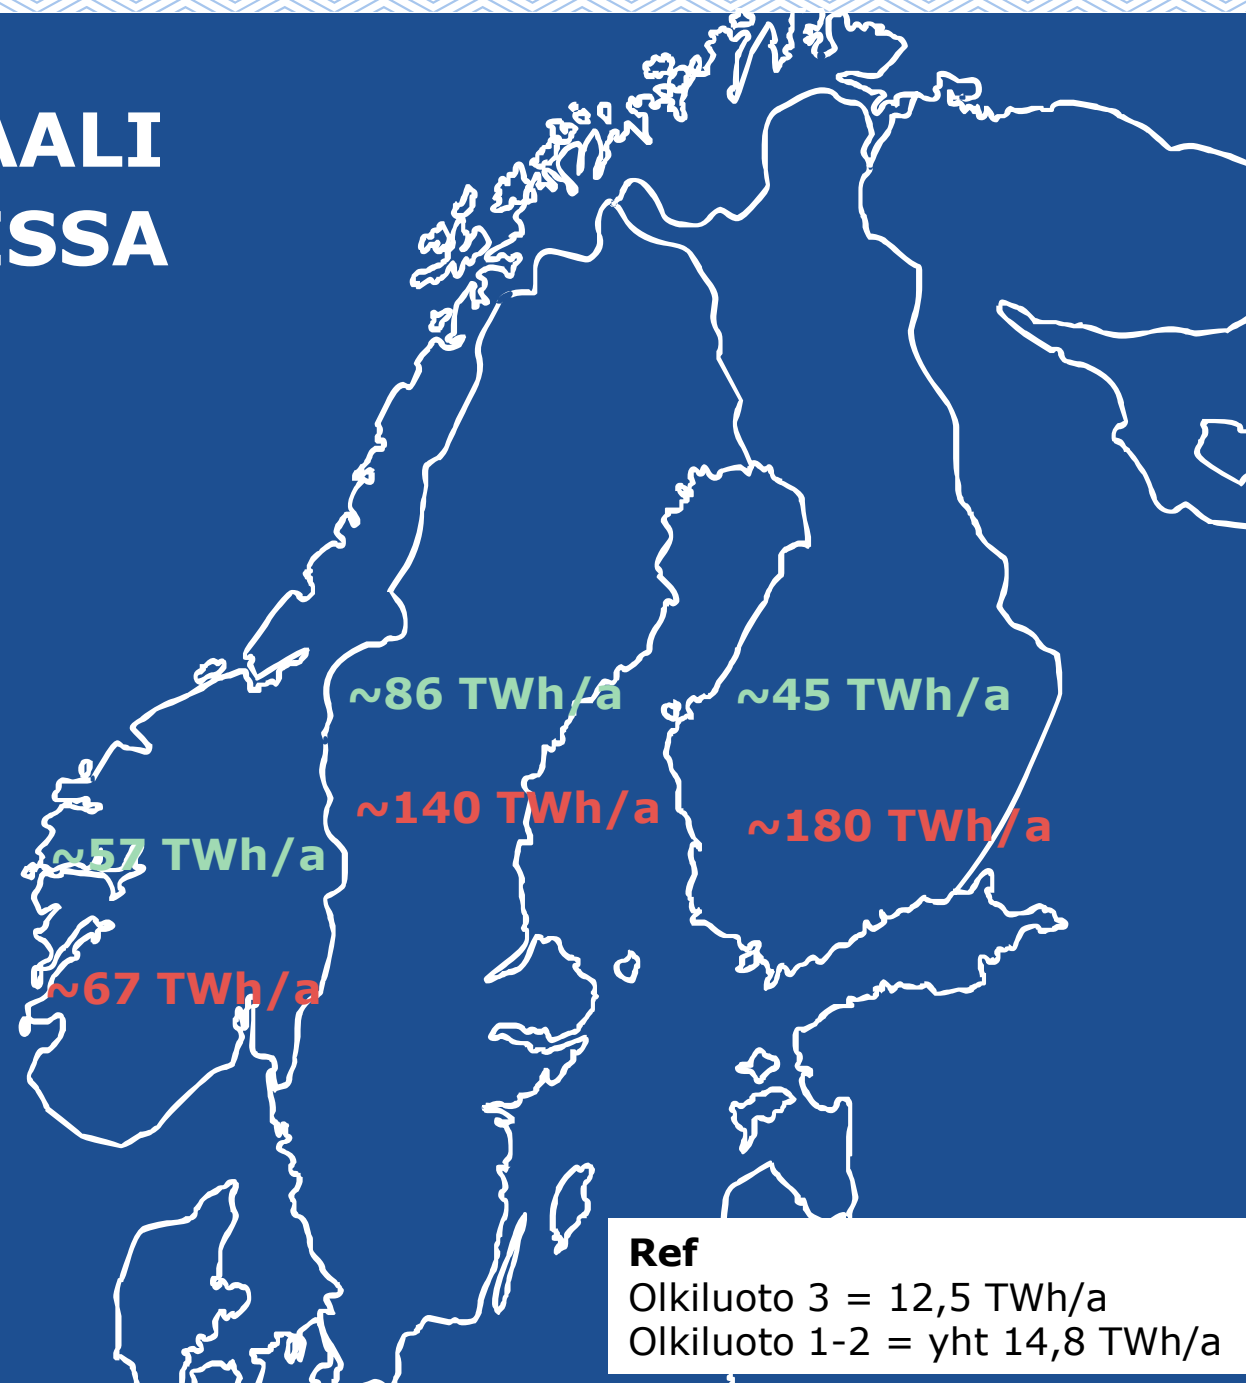 AALI
ISSA
~86 TWh/a
~45 TWh/a
~140 TWh/a
~180 TWh/a
~57 TWh/a
~67 TWh/a
Ref
Olkiluoto 3 = 12,5 TWh/a
Olkiluoto 1-2 = yht 14,8 TWh/a